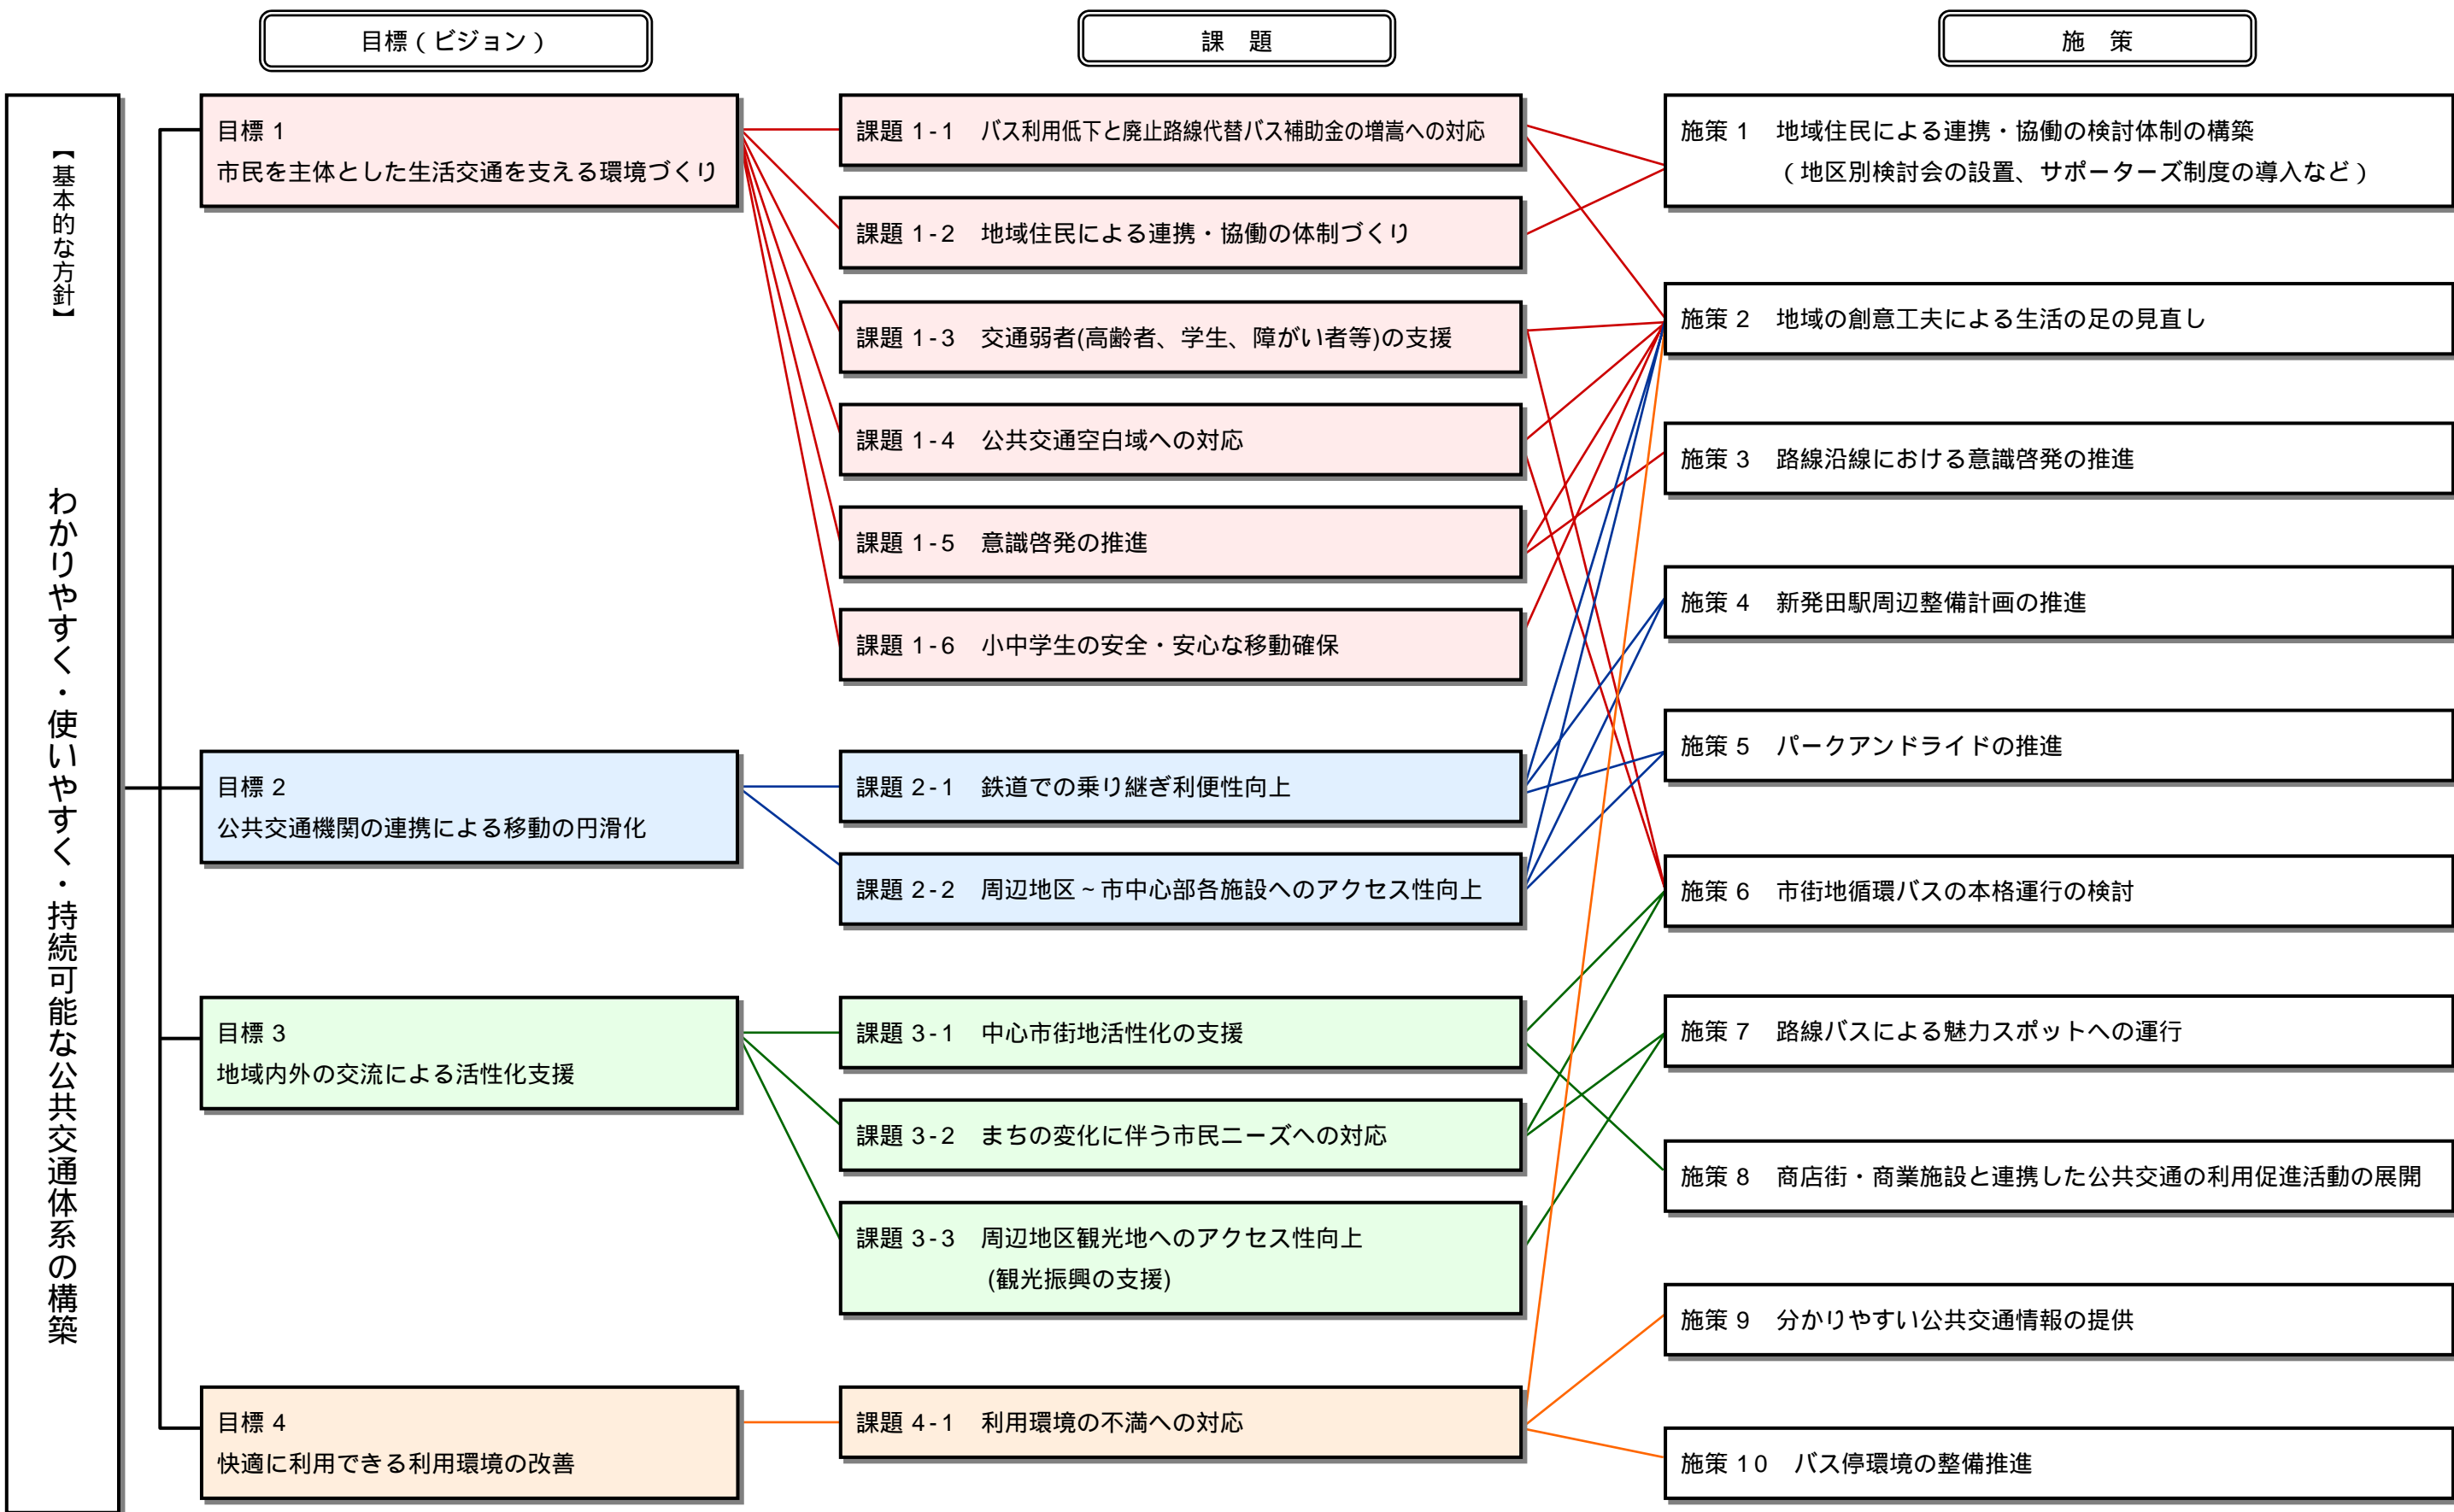 目標（ビジョン）
課　題
施　策
【基本的な方針】
わかりやすく・使いやすく・持続可能な公共交通体系の構築
目標 1
市民を主体とした生活交通を支える環境づくり
目標 2
公共交通機関の連携による移動の円滑化
目標 3
地域内外の交流による活性化支援
目標 4
快適に利用できる利用環境の改善
課題 1-1　バス利用低下と廃止路線代替バス補助金の増嵩への対応
課題 1-2　地域住民による連携・協働の体制づくり
課題 1-3　交通弱者(高齢者、学生、障がい者等)の支援
課題 1-4　公共交通空白域への対応
課題 1-5　意識啓発の推進
課題 1-6　小中学生の安全・安心な移動確保
課題 2-1　鉄道での乗り継ぎ利便性向上
課題 2-2　周辺地区～市中心部各施設へのアクセス性向上
課題 3-1　中心市街地活性化の支援
課題 3-2　まちの変化に伴う市民ニーズへの対応
課題 3-3　周辺地区観光地へのアクセス性向上
(観光振興の支援)
課題 4-1　利用環境の不満への対応
施策 1　地域住民による連携・協働の検討体制の構築
（地区別検討会の設置、サポーターズ制度の導入など）
施策 2　地域の創意工夫による生活の足の見直し
施策 3　路線沿線における意識啓発の推進
施策 4　新発田駅周辺整備計画の推進
施策 5　パークアンドライドの推進
施策 6　市街地循環バスの本格運行の検討
施策 7　路線バスによる魅力スポットへの運行
施策 8　商店街・商業施設と連携した公共交通の利用促進活動の展開
施策 9　分かりやすい公共交通情報の提供
施策 10　バス停環境の整備推進